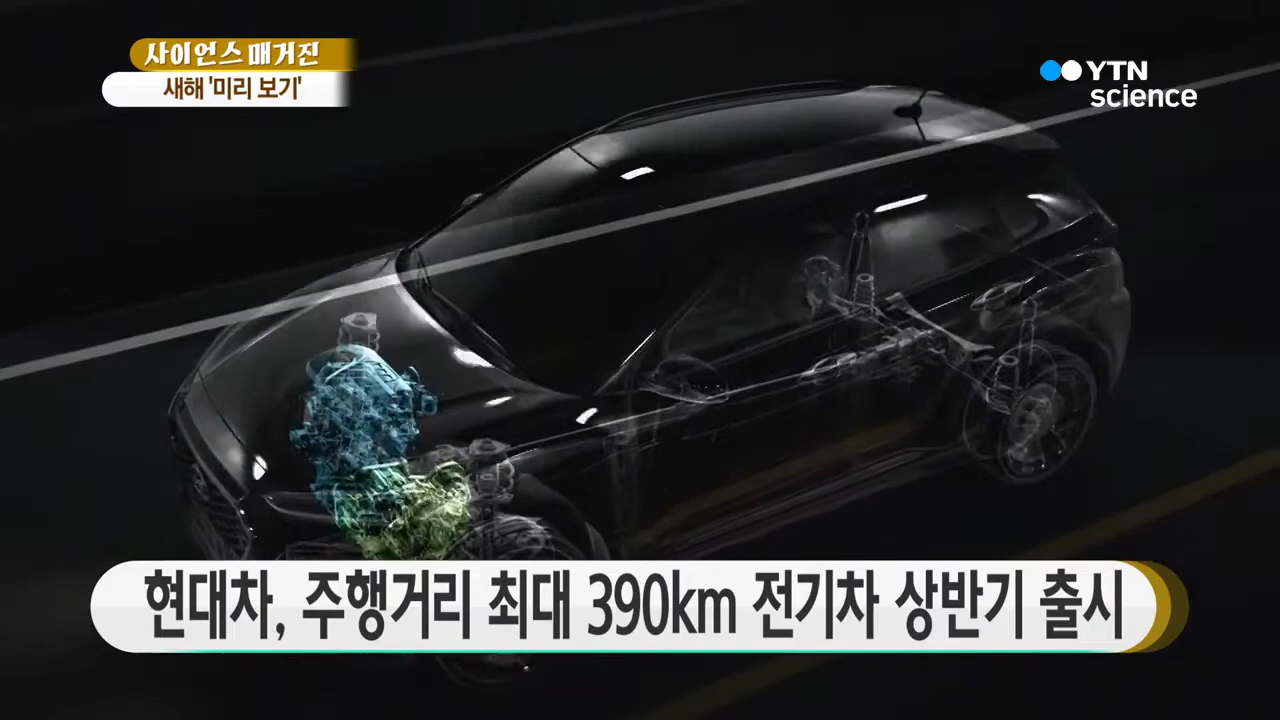 사이언스 매거진
새해 '미리 보기'
YTN
science
현대차, 주행거리 최대 390km 전기차 상반기 출시